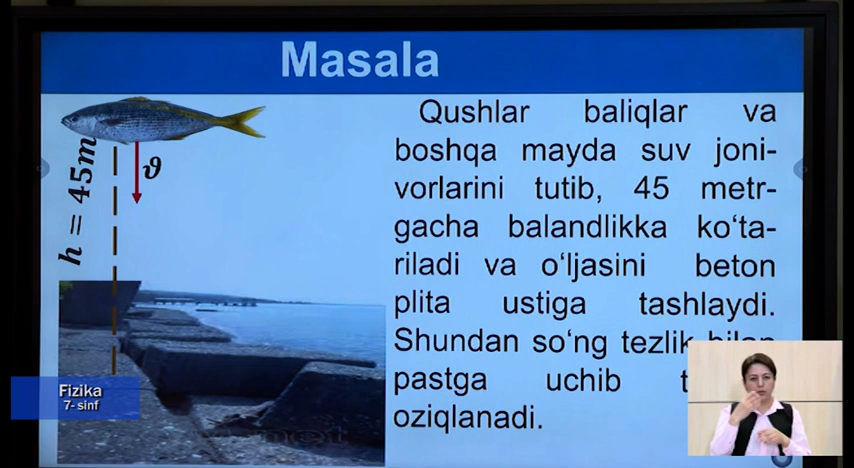 Masala
Qushlar baliqlar va
boshqa mayda suv joni-
vorlarini tutib, 45 metr-
gacha balandlikka ko‘ta-
riladi va o‘ljasini beton
plita ustiga tashlaydi.
Shundan so‘ng tezlik bilan
pastga uchib
oziqlanadi.
h = 45m
ϑ
Fizika
7- sinf